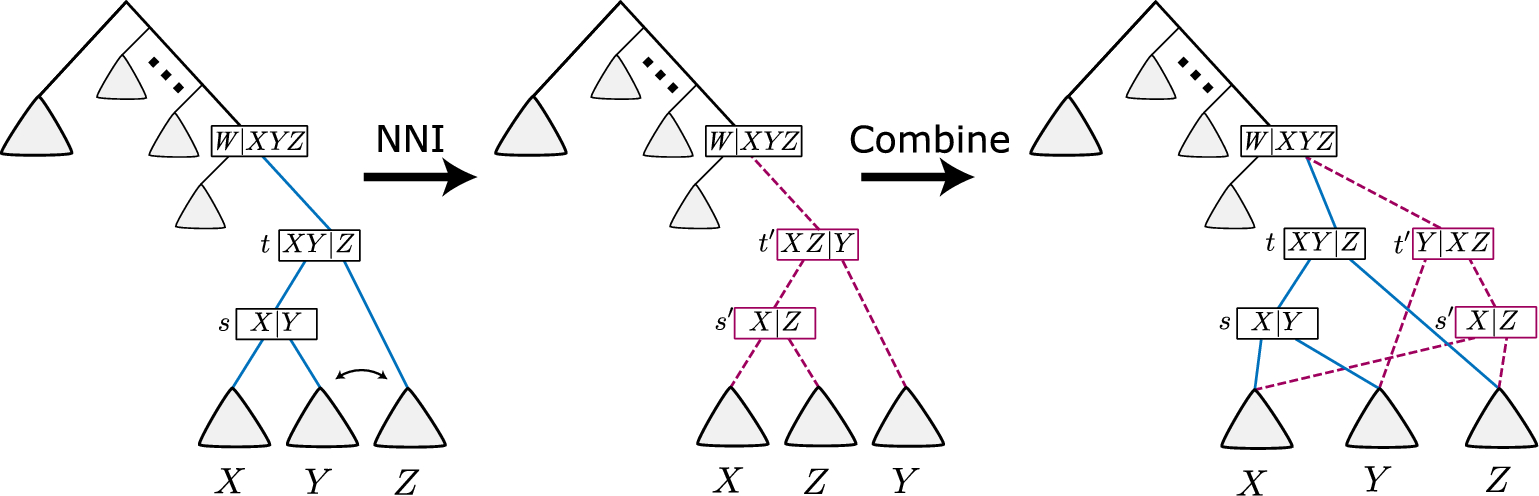 NNI
Combine
W|XYZ
W|XYZ
W|XYZ
t XY|Z
t′ XZ|Y
t XY|Z
t′ Y|XZ
s X|Y
s′ X|Z
s X|Y
s′ X|Z
X Y Z
X Z Y
X Y Z